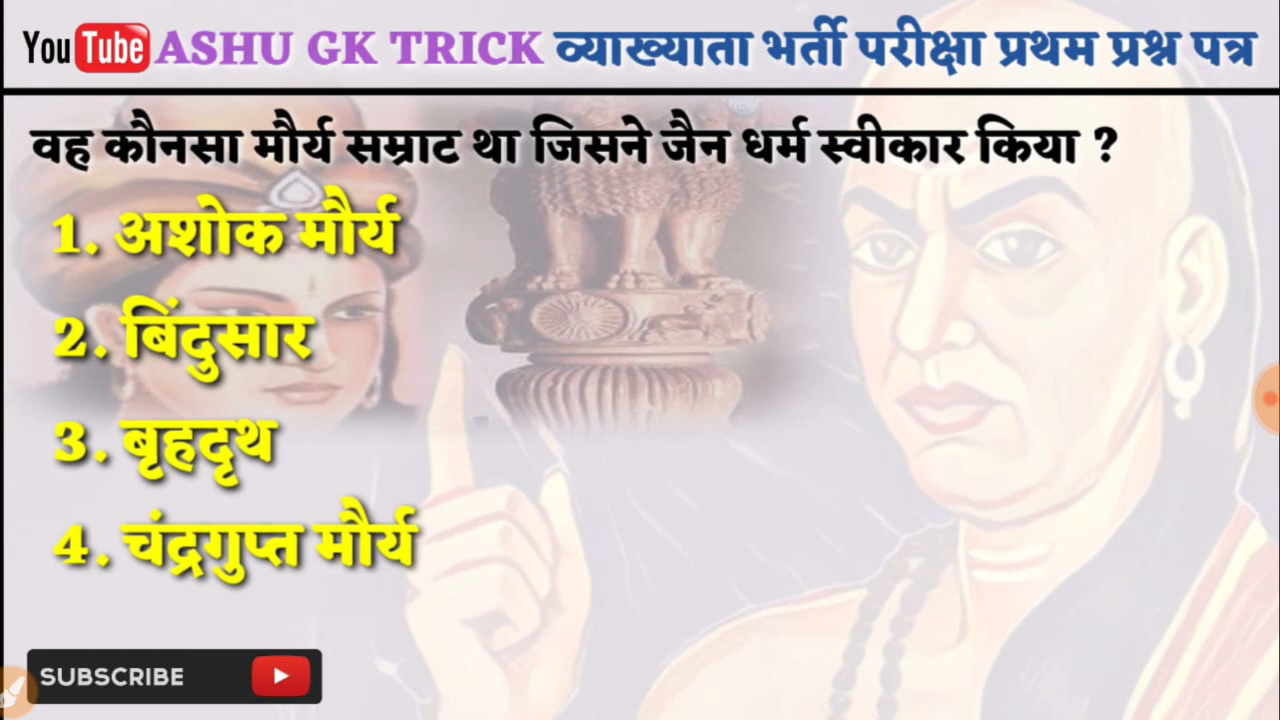 YouTube ASHU GK TRICK व्याख्याता भर्ती परीक्षा प्रथम प्रश्न पत्र
वह कौनसा मौर्य सम्राट था जिसने जैन धर्म स्वीकार किया ?
1. अशोक मौर्य
2. बिंदुसार
3. बृहदृथ
4. चंद्रगुप्त मौर्य
SUBSCRIBE